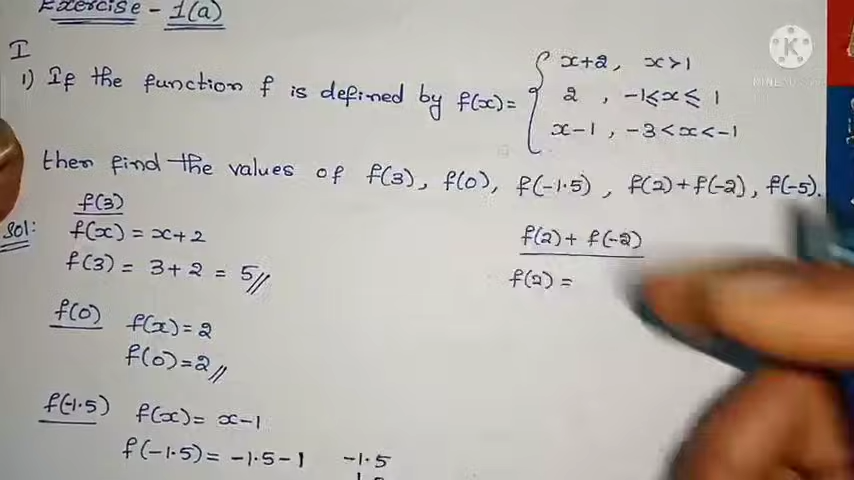 Exercise - 1(a)
I
1) If the function f is defined by f(x)= { x+2, x>1
2 , -1⩽x⩽ 1
x-1 , -3<x<-1
then find the values of f(3), f(0), f(-1.5), f(2)+f(-2), f(-5).
Sol:
f(3)
f(x) = x+2
f(3) = 3+2 = 5//
f(0) f(x)=2
f(0)=2//
f(-1.5) f(x)= x-1
f(-1.5)= -1.5-1 -1.5
f(2)+ f(-2)
f(2) =
K
KINEMASTER